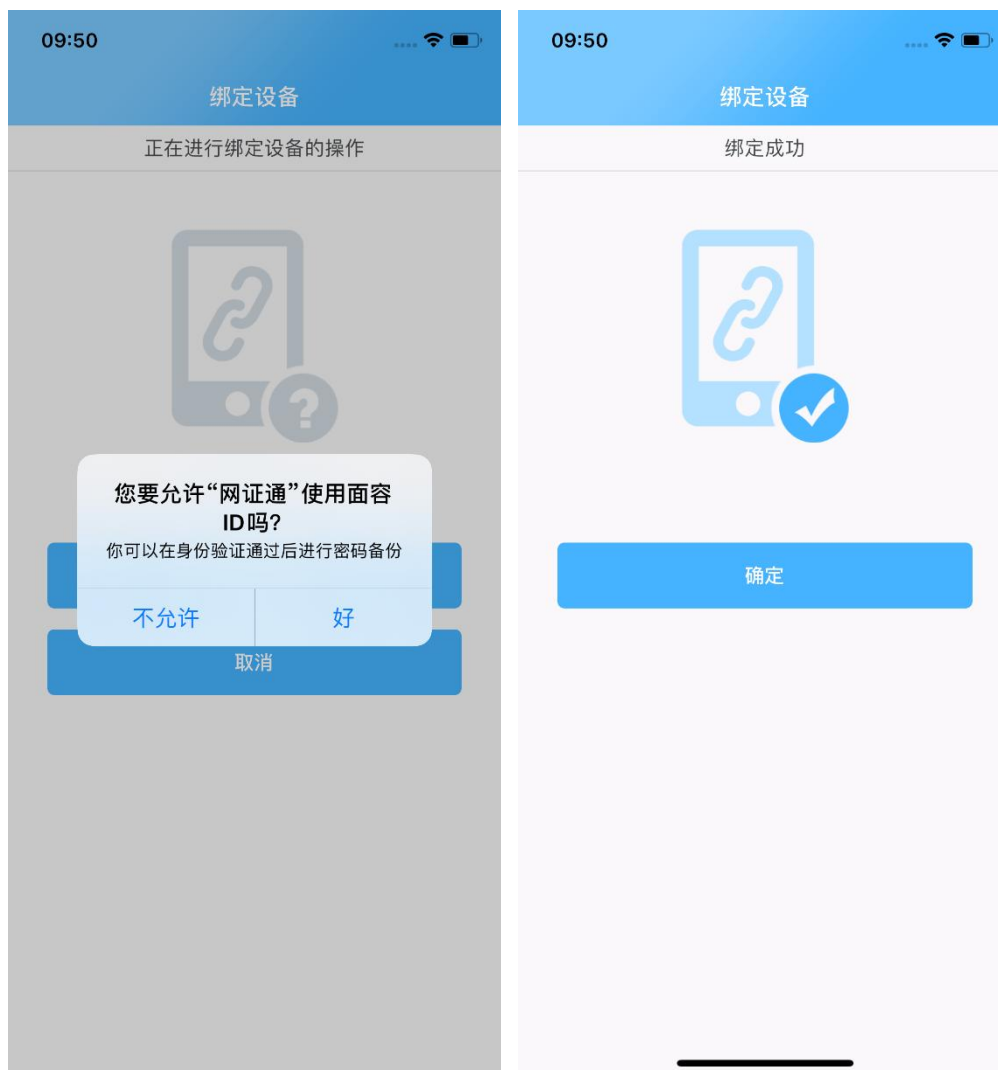 09:50
绑定设备
正在进行绑定设备的操作
?
您要允许“网证通”使用面容
ID吗?
你可以在身份验证通过后进行密码备份
不允许
好
取消
09:50
绑定设备
绑定成功
确定